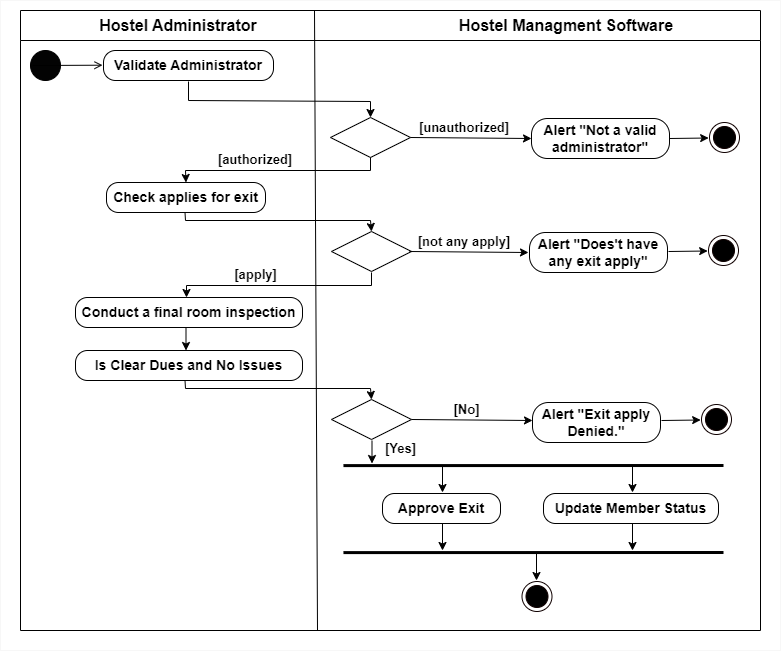 Hostel Administrator
Hostel Managment Software
Validate Administrator
[unauthorized]
Alert "Not a valid
administrator"
[authorized]
Check applies for exit
[not any apply]
Alert "Does't have
any exit apply"
[apply]
Conduct a final room inspection
Is Clear Dues and No Issues
[No]
Alert "Exit apply
Denied."
[Yes]
Approve Exit
Update Member Status